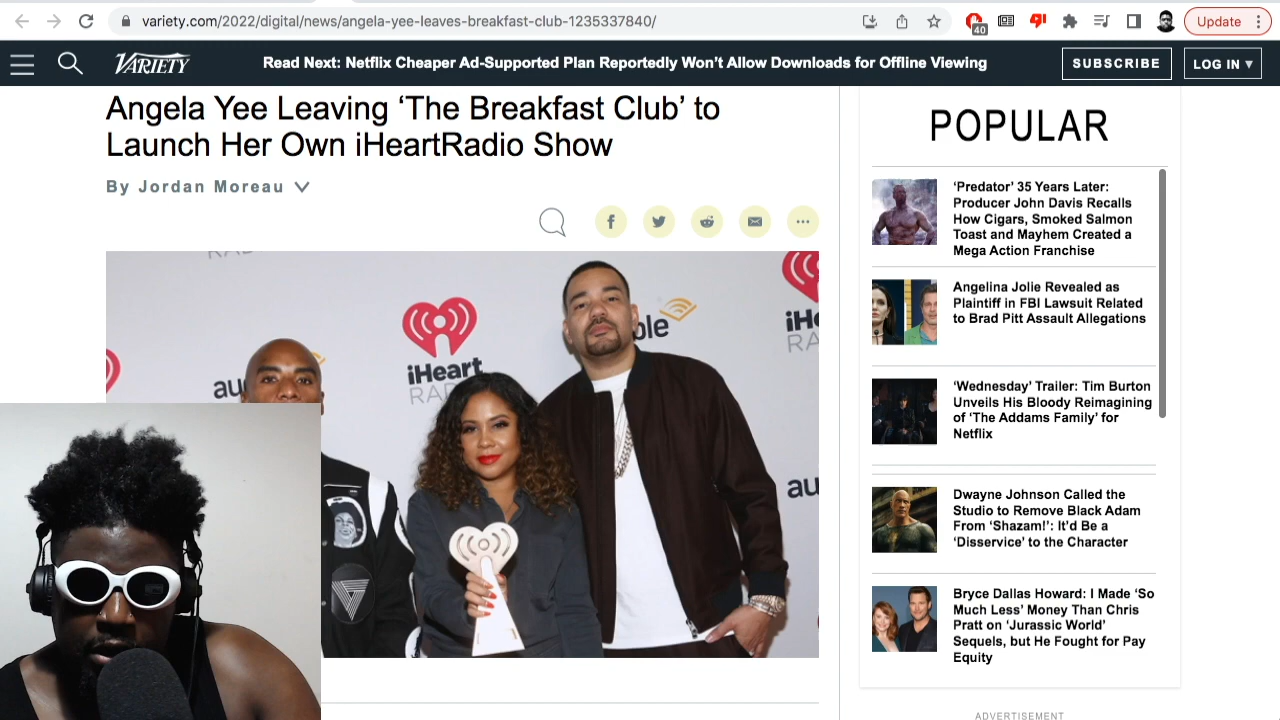 variety.com/2022/digital/news/angela-yee-leaves-breakfast-club-1235337840/
40
Update
VARIETY
Read Next: Netflix Cheaper Ad-Supported Plan Reportedly Won’t Allow Downloads for Offline Viewing
SUBSCRIBE
LOG IN ▾
Angela Yee Leaving ‘The Breakfast Club’ to
Launch Her Own iHeartRadio Show
By Jordan Moreau
iHeart
RADIO
au
ble
iH
RA
au
POPULAR
‘Predator’ 35 Years Later:
Producer John Davis Recalls
How Cigars, Smoked Salmon
Toast and Mayhem Created a
Mega Action Franchise
Angelina Jolie Revealed as
Plaintiff in FBI Lawsuit Related
to Brad Pitt Assault Allegations
‘Wednesday’ Trailer: Tim Burton
Unveils His Bloody Reimagining
of ‘The Addams Family’ for
Netflix
Dwayne Johnson Called the
Studio to Remove Black Adam
From ‘Shazam!’: It’d Be a
‘Disservice’ to the Character
Bryce Dallas Howard: I Made ‘So
Much Less’ Money Than Chris
Pratt on ‘Jurassic World’
Sequels, but He Fought for Pay
Equity
ADVERTISEMENT